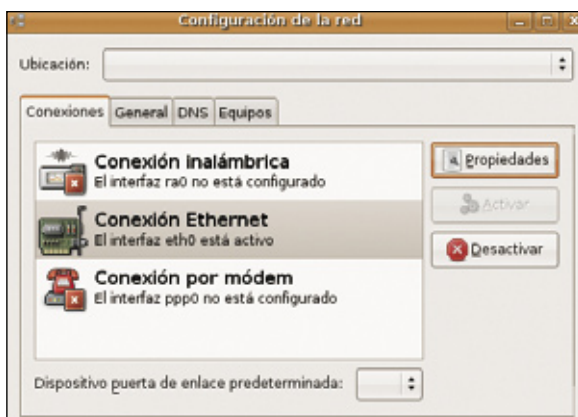 Configuración de la red
Ubicación:
Conexiones General DNS Equipos
Conexión inalámbrica
El interfaz ra0 no está configurado
Propiedades
Activar
Conexión Ethernet
El interfaz eth0 está activo
Desactivar
Conexión por módem
El interfaz ppp0 no está configurado
Dispositivo puerta de enlace predeterminada: